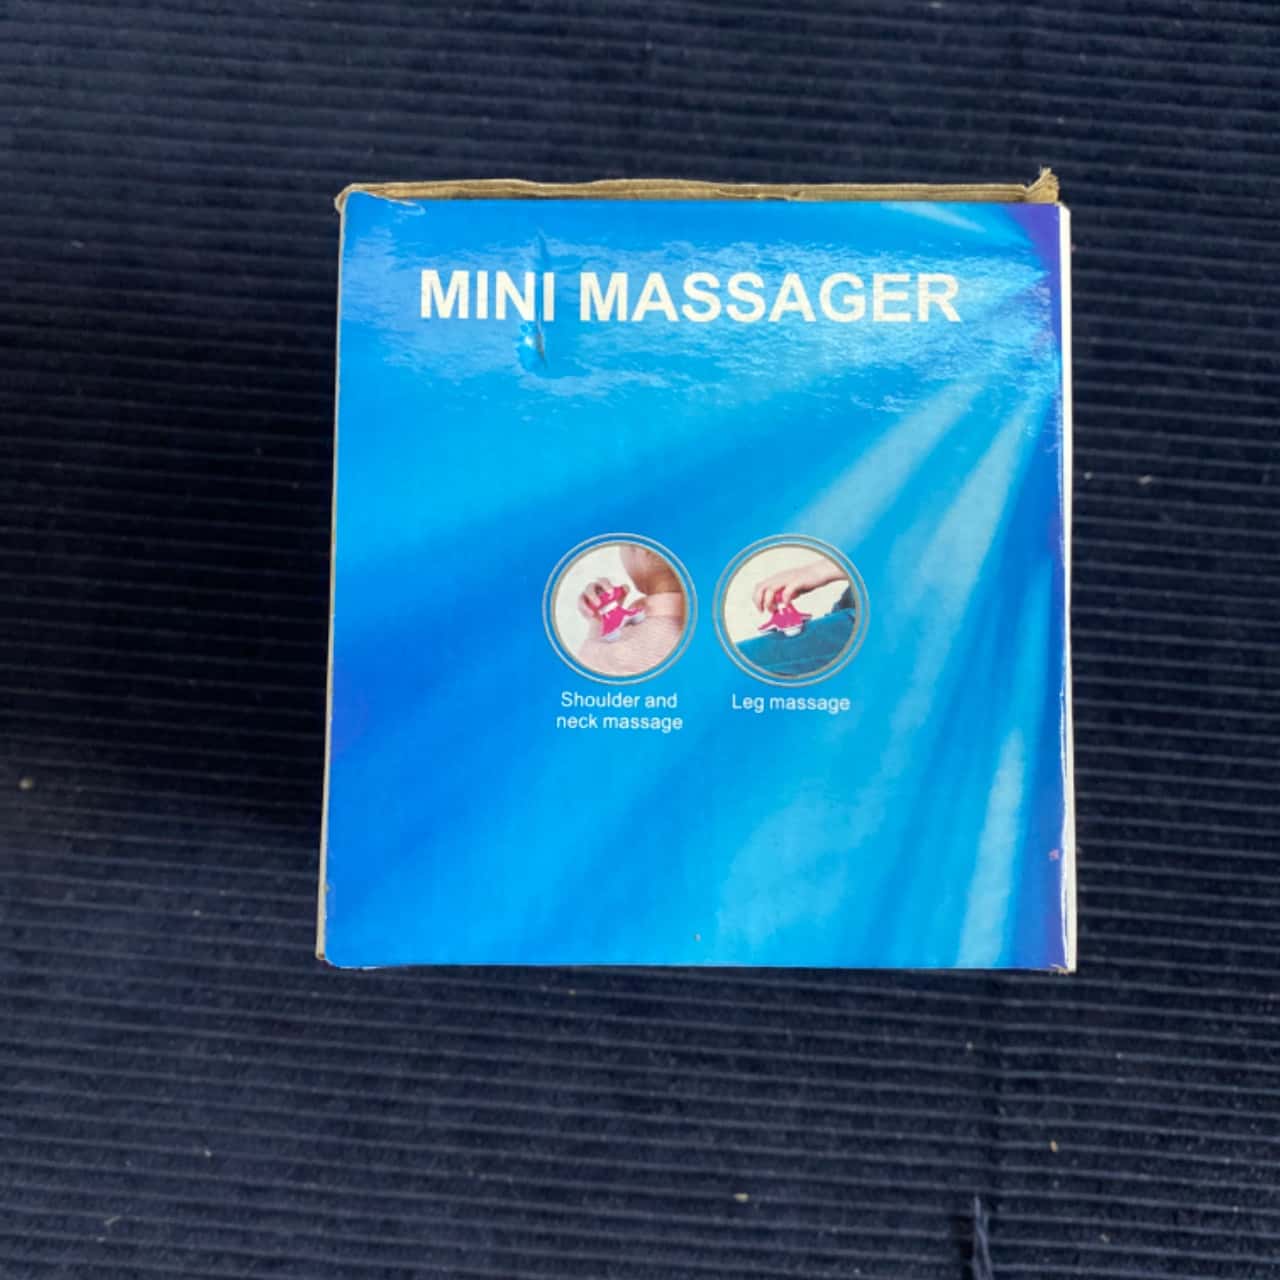 MINI MASSAGER
Shoulder and
neck massage
Leg massage